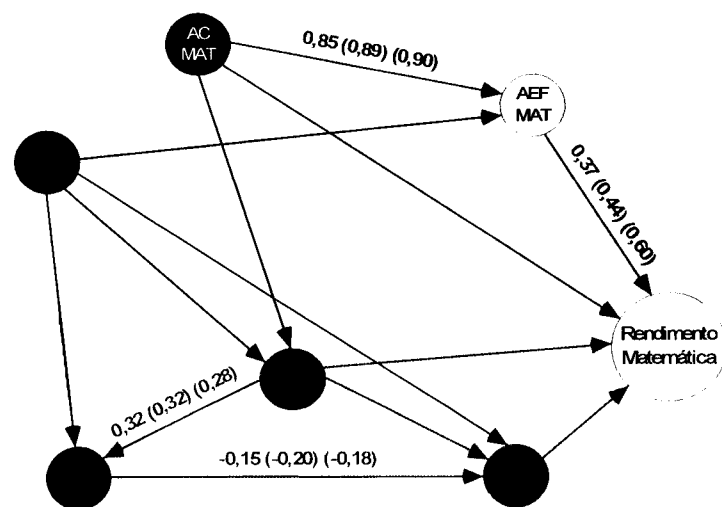 AC
MAT
0,85 (0,89) (0,90)
AEF
MAT
0,37 (0,44) (0,60)
Rendimento
Matemática
0,32 (0,32) (0,28)
-0,15 (-0,20) (-0,18)